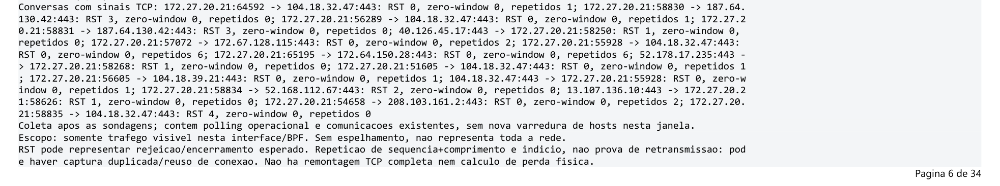 Conversas com sinais TCP: 172.27.20.21:64592 -> 104.18.32.47:443: RST 0, zero-window 0, repetidos 1; 172.27.20.21:58830 -> 187.64.
130.42:443: RST 3, zero-window 0, repetidos 0; 172.27.20.21:56289 -> 104.18.32.47:443: RST 0, zero-window 0, repetidos 1; 172.27.2
0.21:58831 -> 187.64.130.42:443: RST 3, zero-window 0, repetidos 0; 40.126.45.17:443 -> 172.27.20.21:58250: RST 1, zero-window 0,
repetidos 0; 172.27.20.21:57072 -> 172.67.128.115:443: RST 0, zero-window 0, repetidos 2; 172.27.20.21:55928 -> 104.18.32.47:443:
RST 0, zero-window 0, repetidos 6; 172.27.20.21:65195 -> 172.64.150.28:443: RST 0, zero-window 0, repetidos 6; 52.178.17.235:443 -
> 172.27.20.21:58268: RST 1, zero-window 0, repetidos 0; 172.27.20.21:51605 -> 104.18.32.47:443: RST 0, zero-window 0, repetidos 1
; 172.27.20.21:56605 -> 104.18.39.21:443: RST 0, zero-window 0, repetidos 1; 104.18.32.47:443 -> 172.27.20.21:55928: RST 0, zero-w
indow 0, repetidos 1; 172.27.20.21:58834 -> 52.168.112.67:443: RST 2, zero-window 0, repetidos 0; 13.107.136.10:443 -> 172.27.20.2
1:58626: RST 1, zero-window 0, repetidos 0; 172.27.20.21:54658 -> 208.103.161.2:443: RST 0, zero-window 0, repetidos 2; 172.27.20.
21:58835 -> 104.18.32.47:443: RST 4, zero-window 0, repetidos 0
Coleta apos as sondagens; contem polling operacional e comunicacoes existentes, sem nova varredura de hosts nesta janela.
Escopo: somente trafego visivel nesta interface/BPF. Sem espelhamento, nao representa toda a rede.
RST pode representar rejeicao/encerramento esperado. Repeticao de sequencia+comprimento e indicio, nao prova de retransmissao: pod
e haver captura duplicada/reuso de conexao. Nao ha remontagem TCP completa nem calculo de perda fisica.
Pagina 6 de 34